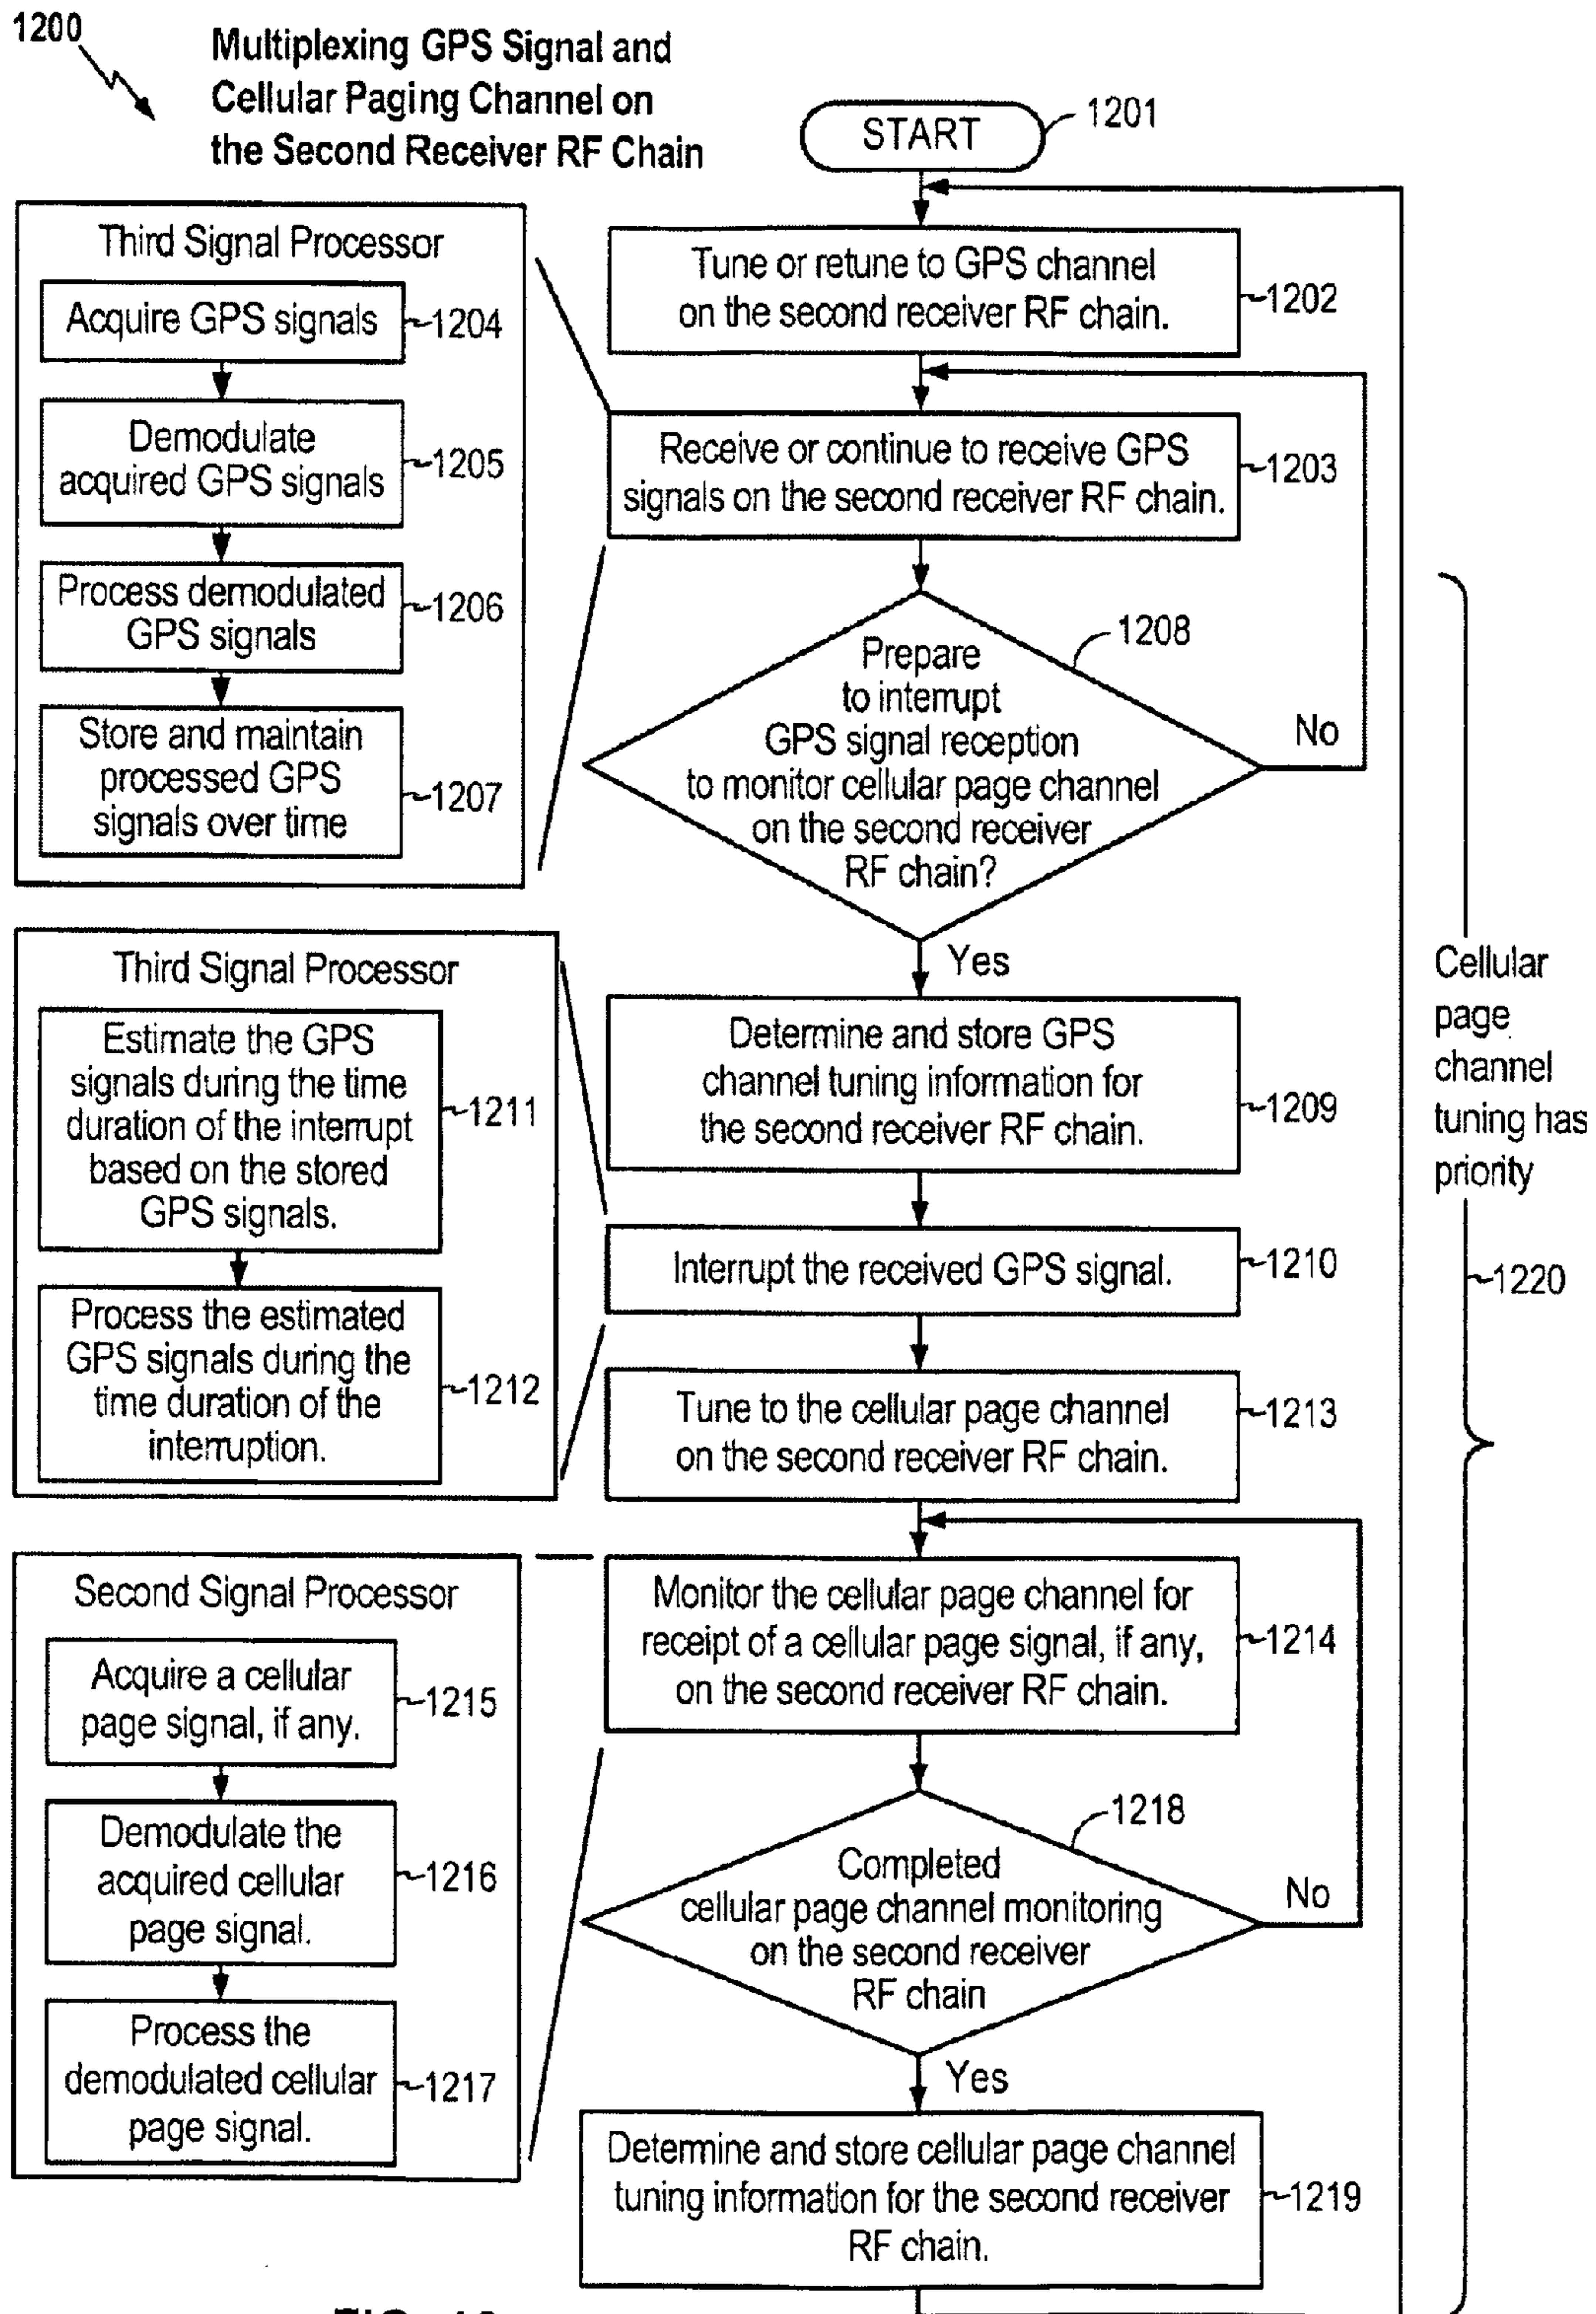 1200
Multiplexing GPS Signal and
Cellular Paging Channel on
the Second Receiver RF Chain
START
1201
Tune or retune to GPS channel
on the second receiver RF chain.
1202
Third Signal Processor
Acquire GPS signals
1204
Demodulate
acquired GPS signals
1205
Process demodulated
GPS signals
1206
Store and maintain
processed GPS
signals over time
1207
Receive or continue to receive GPS
signals on the second receiver RF chain.
1203
Prepare
to interrupt
GPS signal reception
to monitor cellular page channel
on the second receiver
RF chain?
1208
No
Yes
Determine and store GPS
channel tuning information for
the second receiver RF chain.
1209
Third Signal Processor
Estimate the GPS
signals during the time
duration of the interrupt
based on the stored
GPS signals.
1211
Process the estimated
GPS signals during the
time duration of the
interruption.
1212
Interrupt the received GPS signal.
1210
Tune to the cellular page channel
on the second receiver RF chain.
1213
Second Signal Processor
Acquire a cellular
page signal, if any.
1215
Demodulate the
acquired cellular
page signal.
1216
Process the
demodulated cellular
page signal.
1217
Monitor the cellular page channel for
receipt of a cellular page signal, if any,
on the second receiver RF chain.
1214
Completed
cellular page channel monitoring
on the second receiver
RF chain
1218
No
Yes
Determine and store cellular page channel
tuning information for the second receiver
RF chain.
1219
Cellular
page
channel
tuning has
priority
1220